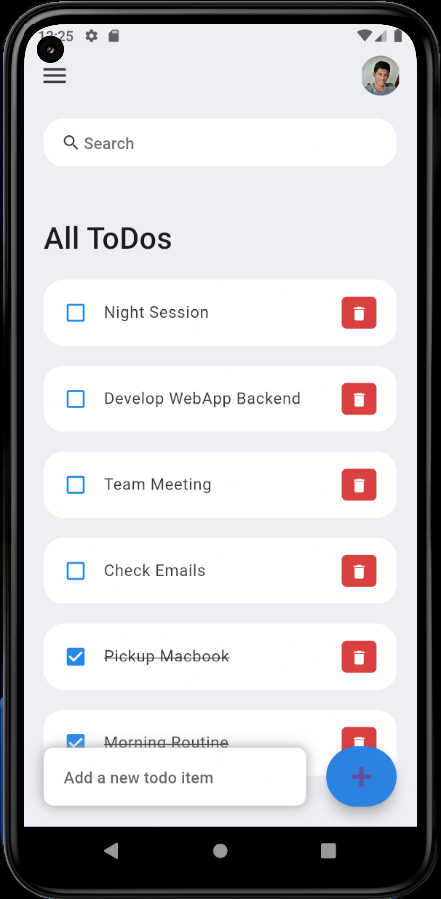 12:25
Search
All ToDos
Night Session
Develop WebApp Backend
Team Meeting
Check Emails
Pickup Macbook
Morning Routine
Add a new todo item